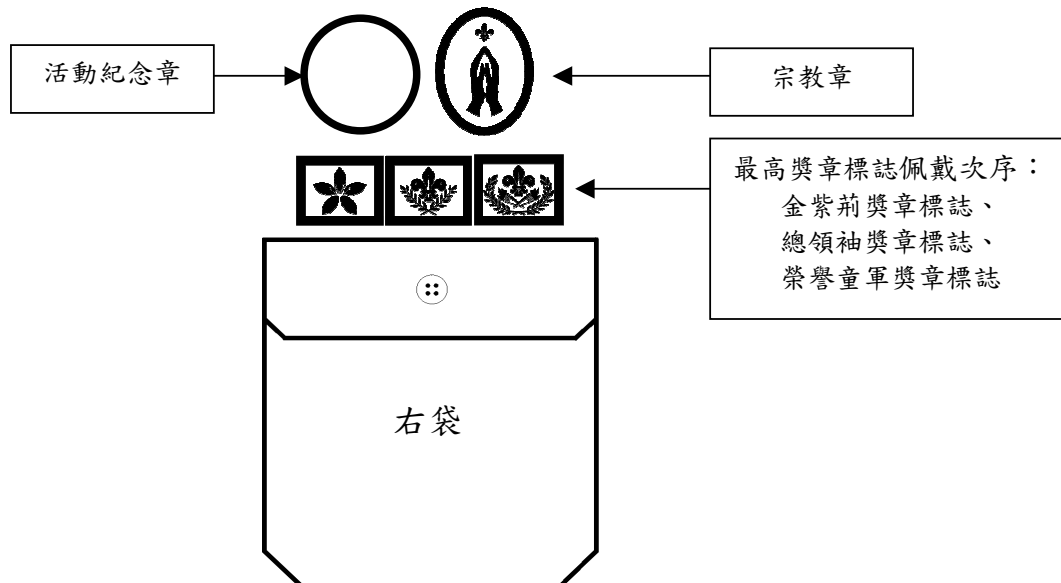 活動紀念章
宗教章
最高獎章標誌佩戴次序：
金紫荊獎章標誌、
總領袖獎章標誌、
榮譽童軍獎章標誌
右袋